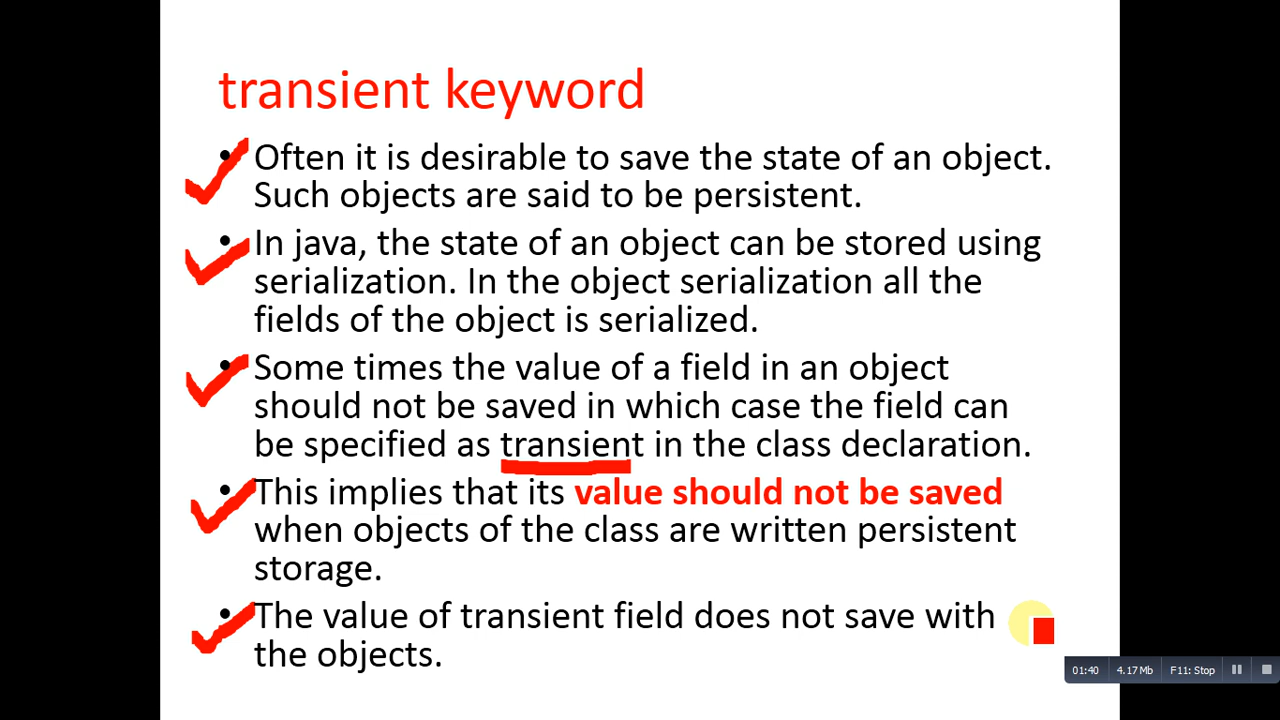 transient keyword
• Often it is desirable to save the state of an object.
Such objects are said to be persistent.
• In java, the state of an object can be stored using
serialization. In the object serialization all the
fields of the object is serialized.
• Some times the value of a field in an object
should not be saved in which case the field can
be specified as transient in the class declaration.
• This implies that its value should not be saved
when objects of the class are written persistent
storage.
• The value of transient field does not save with
the objects.
01:40 4.17 Mb F11: Stop